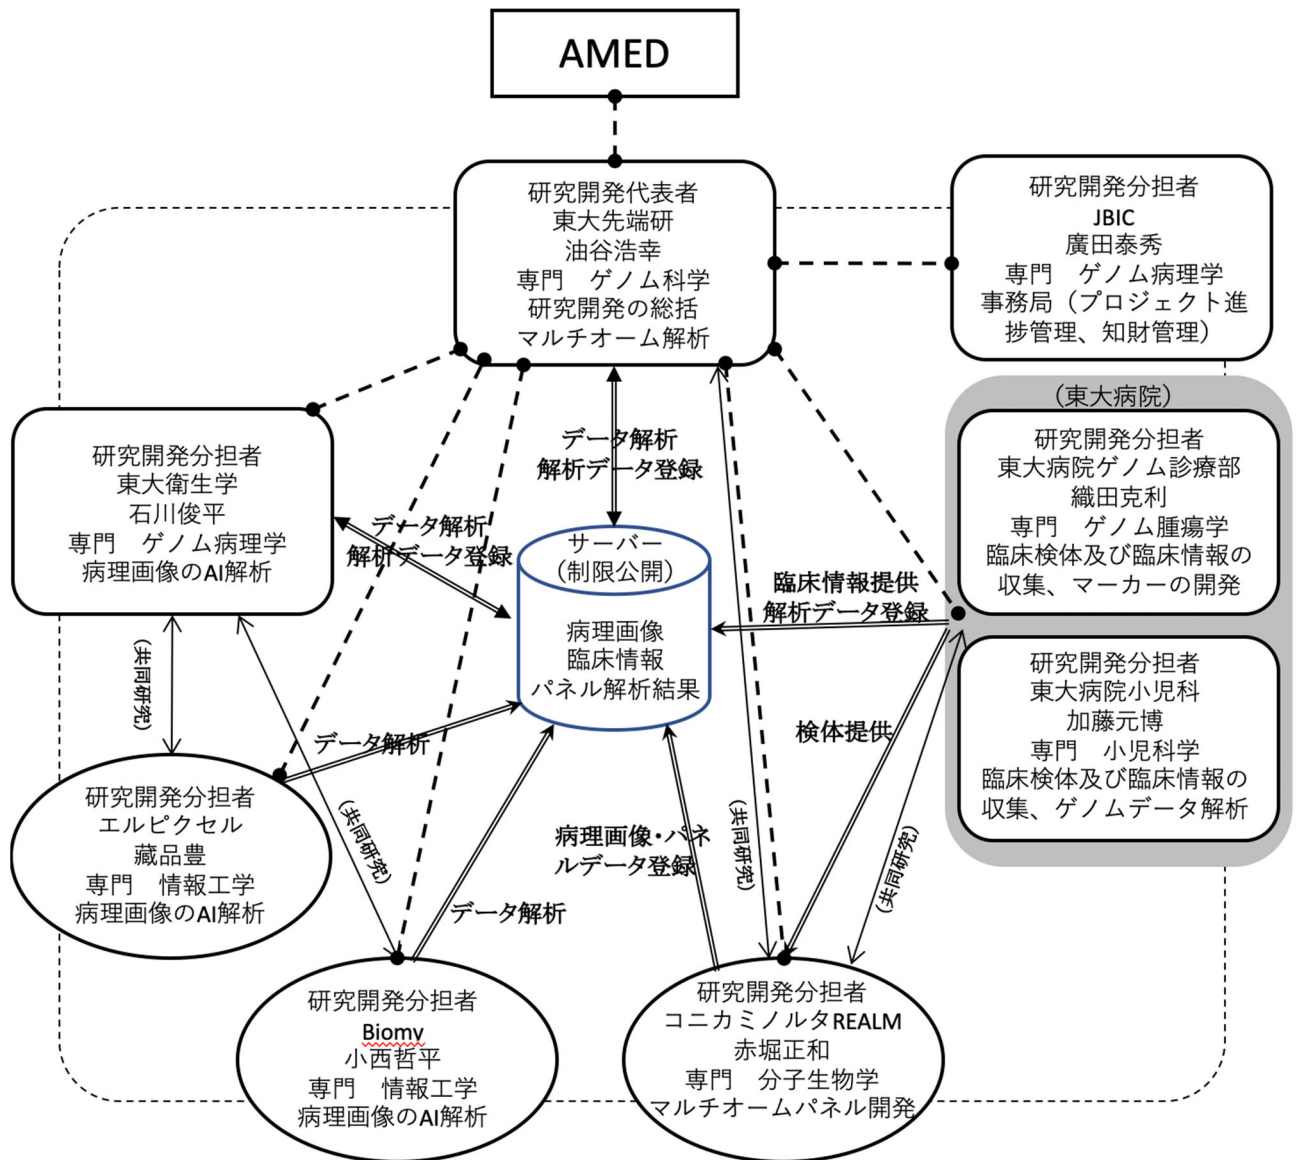 AMED
研究開発代表者
東大先端研
油谷浩幸
専門　ゲノム科学
研究開発の総括
マルチオーム解析
研究開発分担者
JBIC
廣田泰秀
専門　ゲノム病理学
事務局（プロジェクト進
捗管理、知財管理）
（東大病院）
研究開発分担者
東大病院ゲノム診療部
織田克利
専門　ゲノム腫瘍学
臨床検体及び臨床情報の
収集、マーカーの開発
研究開発分担者
東大病院小児科
加藤元博
専門　小児科学
臨床検体及び臨床情報の
収集、ゲノムデータ解析
研究開発分担者
東大衛生学
石川俊平
専門　ゲノム病理学
病理画像のAI解析
データ解析
解析データ登録
データ解析
解析データ登録
サーバー
（制限公開）
病理画像
臨床情報
パネル解析結果
臨床情報提供
解析データ登録
（共同研究）
データ解析
検体提供
研究開発分担者
エルピクセル
藏品豊
専門　情報工学
病理画像のAI解析
（共同研究）
データ解析
病理画像・パネ
ルデータ登録
（共同研究）
（共同研究）
研究開発分担者
Biomy
小西哲平
専門　情報工学
病理画像のAI解析
研究開発分担者
コニカミノルタREALM
赤堀正和
専門　分子生物学
マルチオームパネル開発